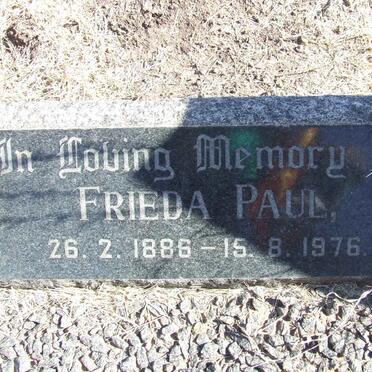 In Loving Memory
FRIEDA PAUL,
26. 2. 1886 – 15. 8. 1976.